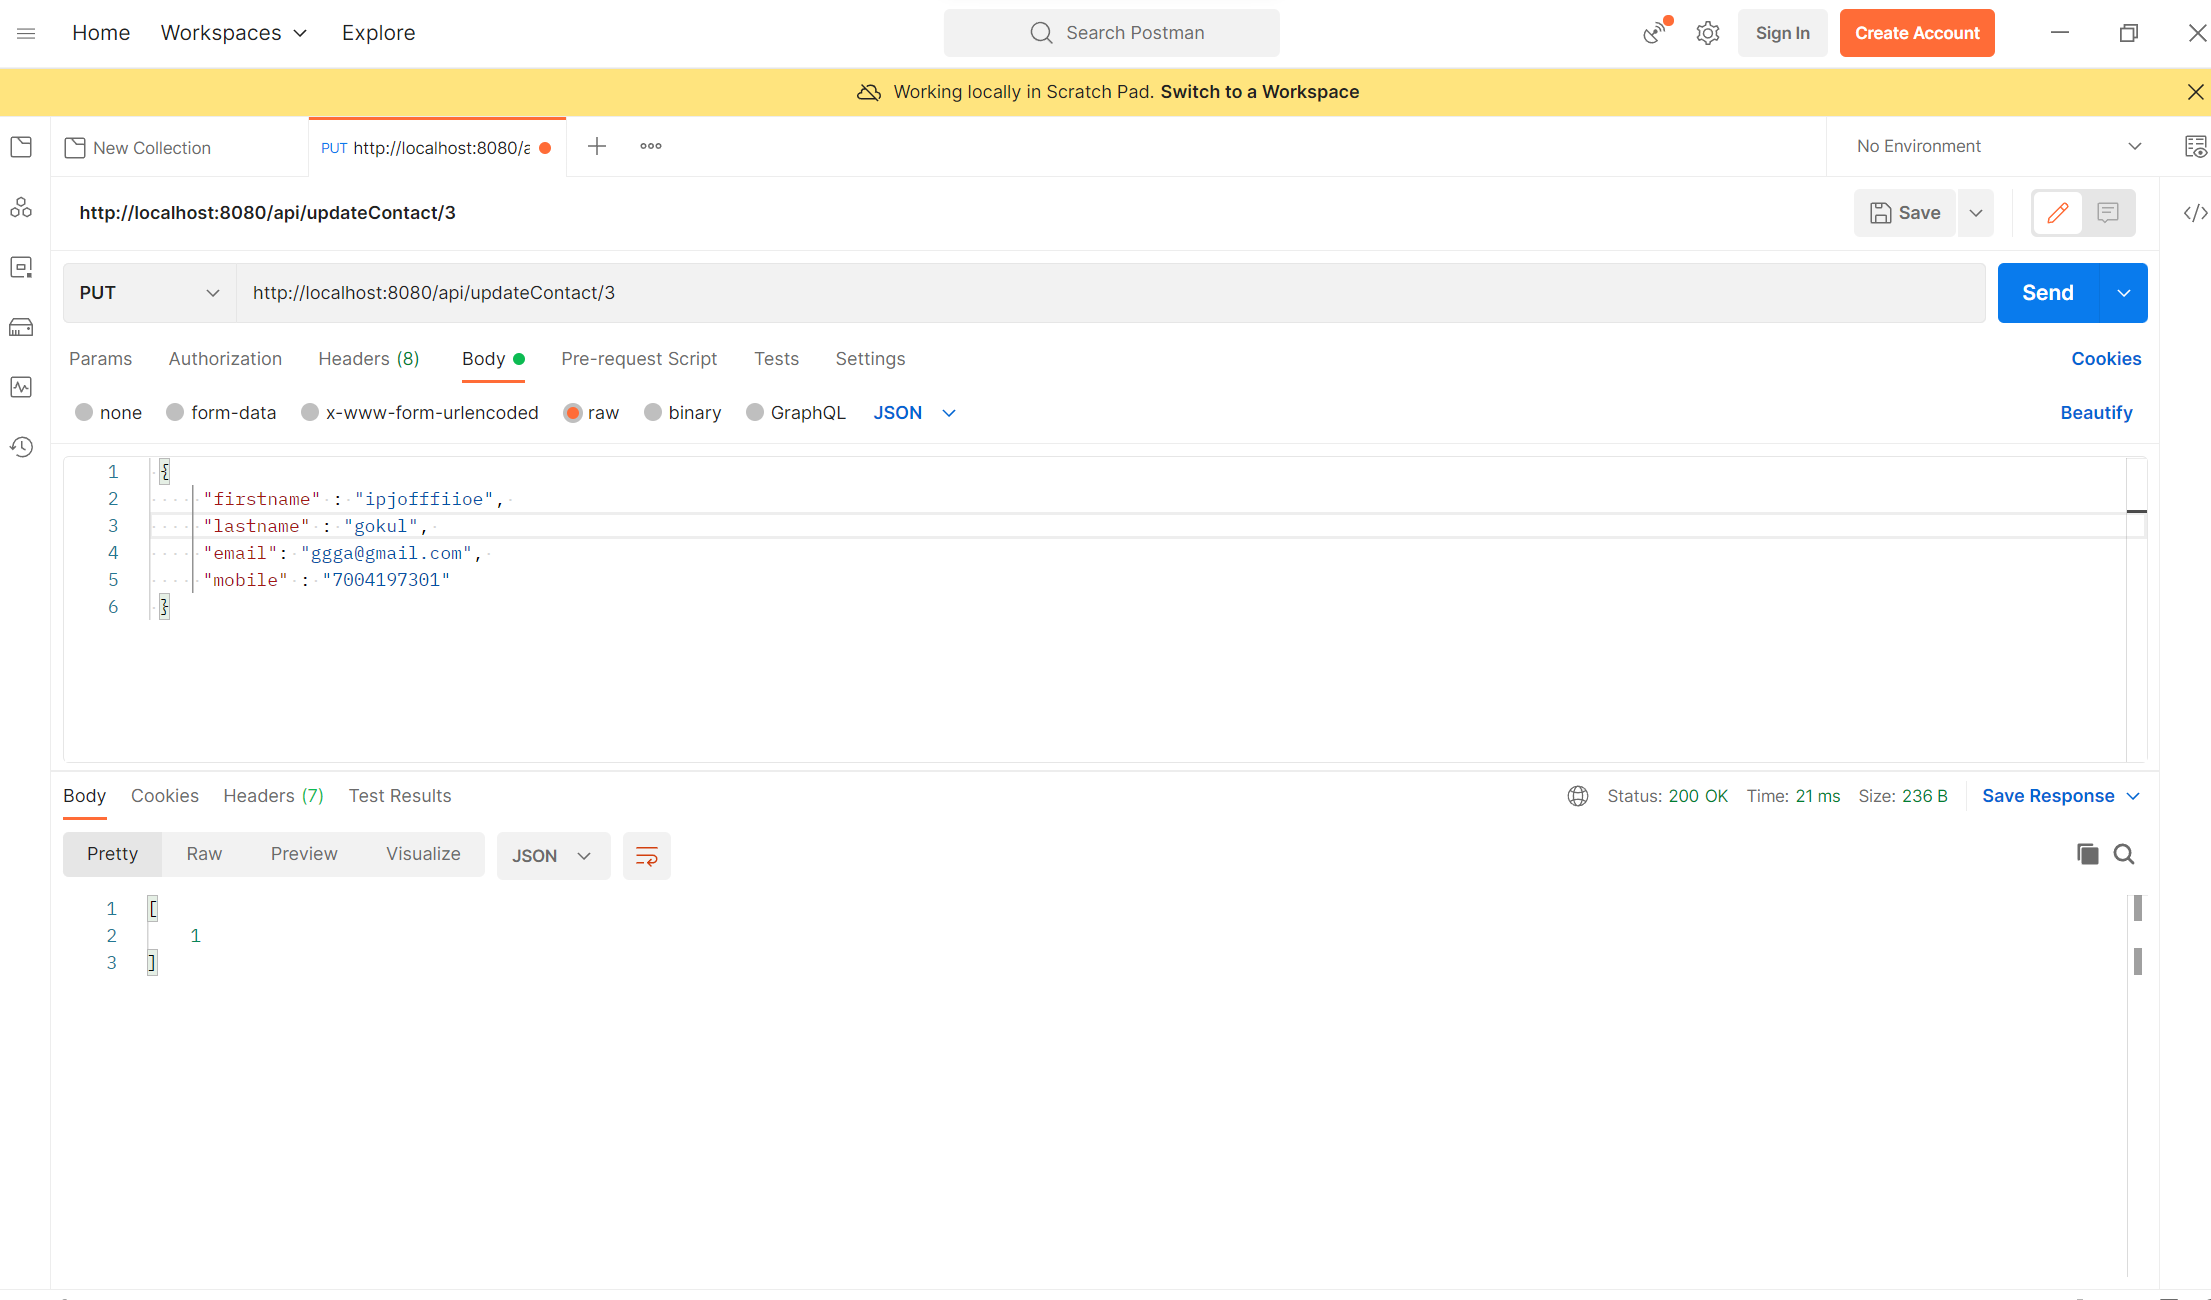 Home Workspaces Explore Search Postman Sign In Create Account
Working locally in Scratch Pad. Switch to a Workspace
New Collection PUT http://localhost:8080/a No Environment
http://localhost:8080/api/updateContact/3 Save
PUT http://localhost:8080/api/updateContact/3 Send
Params Authorization Headers (8) Body Pre-request Script Tests Settings Cookies
none form-data x-www-form-urlencoded raw binary GraphQL JSON Beautify
1 {
2 "firstname" : "ipjofffiioe",
3 "lastname" : "gokul",
4 "email": "ggga@gmail.com",
5 "mobile" : "7004197301"
6 }
Body Cookies Headers (7) Test Results Status: 200 OK Time: 21 ms Size: 236 B Save Response
Pretty Raw Preview Visualize JSON
1 [
2 1
3 ]